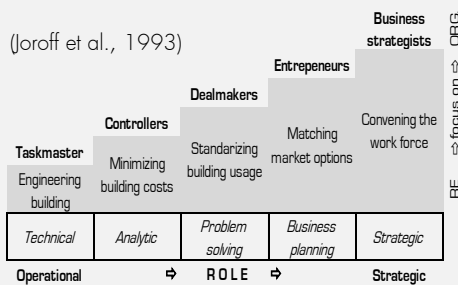 (Joroff et al., 1993)
Business
strategists
Entrepeneurs
Dealmakers
Controllers
Taskmaster
Engineering
building
Minimizing
building costs
Standarizing
building usage
Matching
market options
Convening the
work force
Technical
Analytic
Problem
solving
Business
planning
Strategic
Operational ⇨ ROLE ⇨ Strategic
RE ⇨ focus on ⇨ ORG.